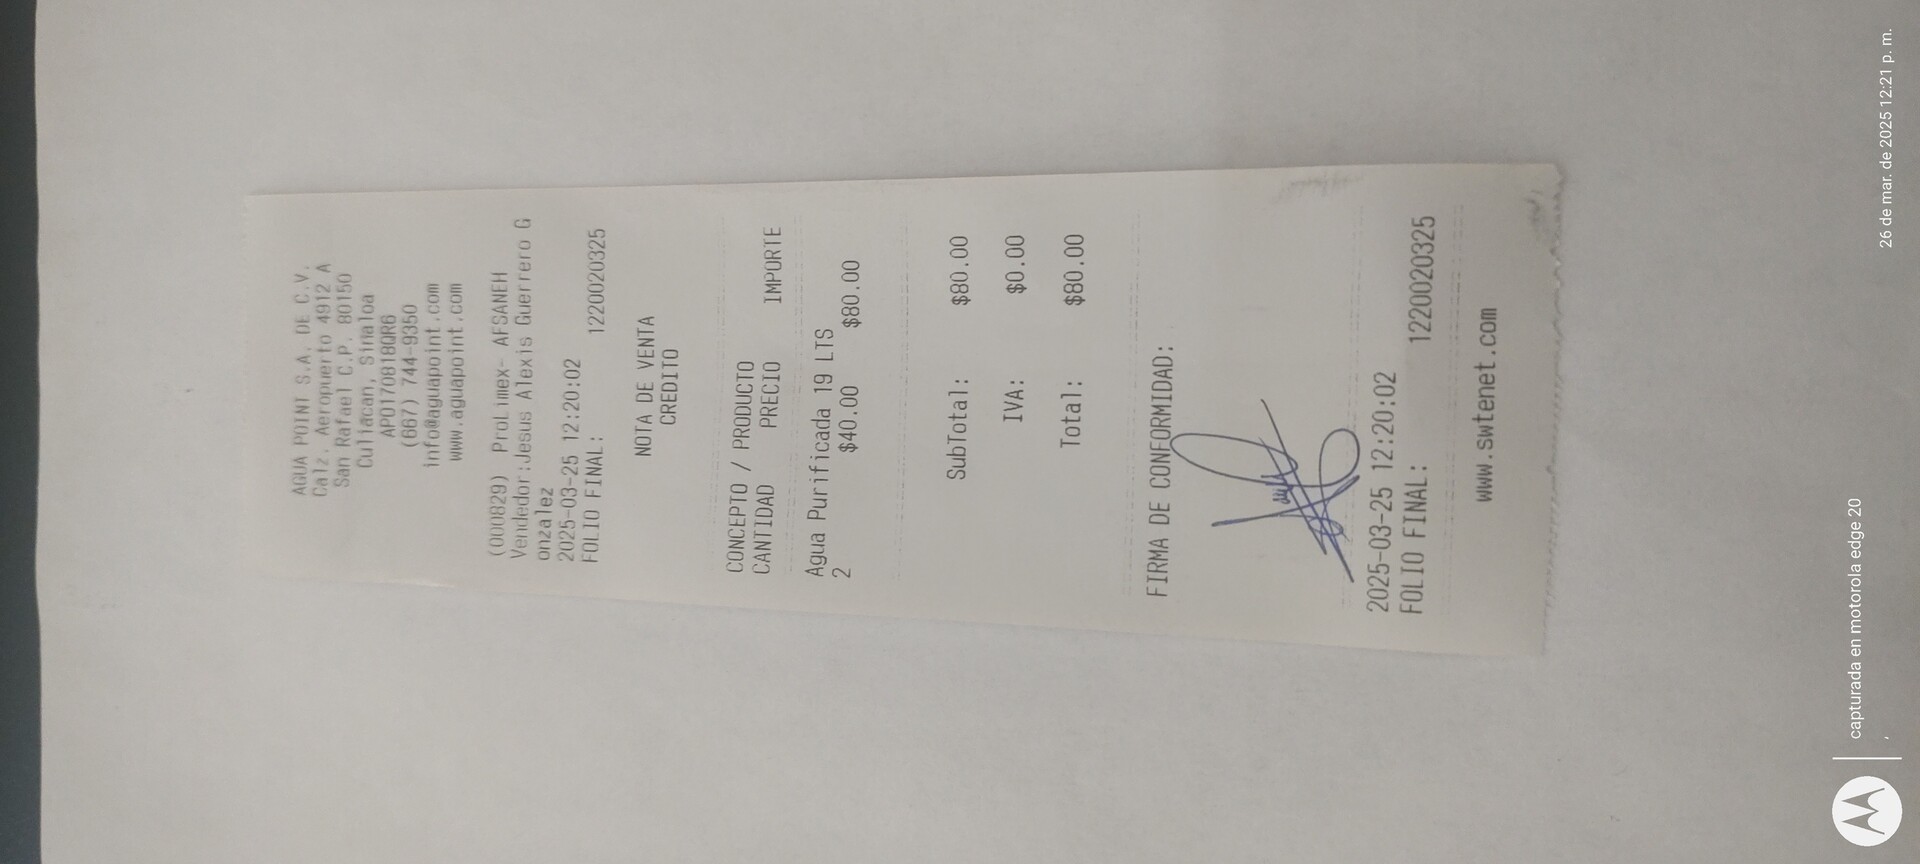 AGUA POINT S.A. DE C.V.
Calz. Aeropuerto 4912 A
San Rafael C.P. 80150
Culiacan, Sinaloa
APO170818QR6
(667) 744-9350
info@aguapoint.com
www.aguapoint.com
(000829) ProLimex- AFSANEH
Vendedor:Jesus Alexis Guerrero G
onzalez
2025-03-25 12:20:02
FOLIO FINAL: 1220020325
NOTA DE VENTA
CREDITO
CONCEPTO / PRODUCTO
CANTIDAD PRECIO IMPORTE
Agua Purificada 19 LTS
2 $40.00 $80.00
SubTotal: $80.00
IVA: $0.00
Total: $80.00
FIRMA DE CONFORMIDAD:
2025-03-25 12:20:02
FOLIO FINAL: 1220020325
www.swtenet.com
capturada en motorola edge 20
26 de mar. de 2025 12:21 p. m.